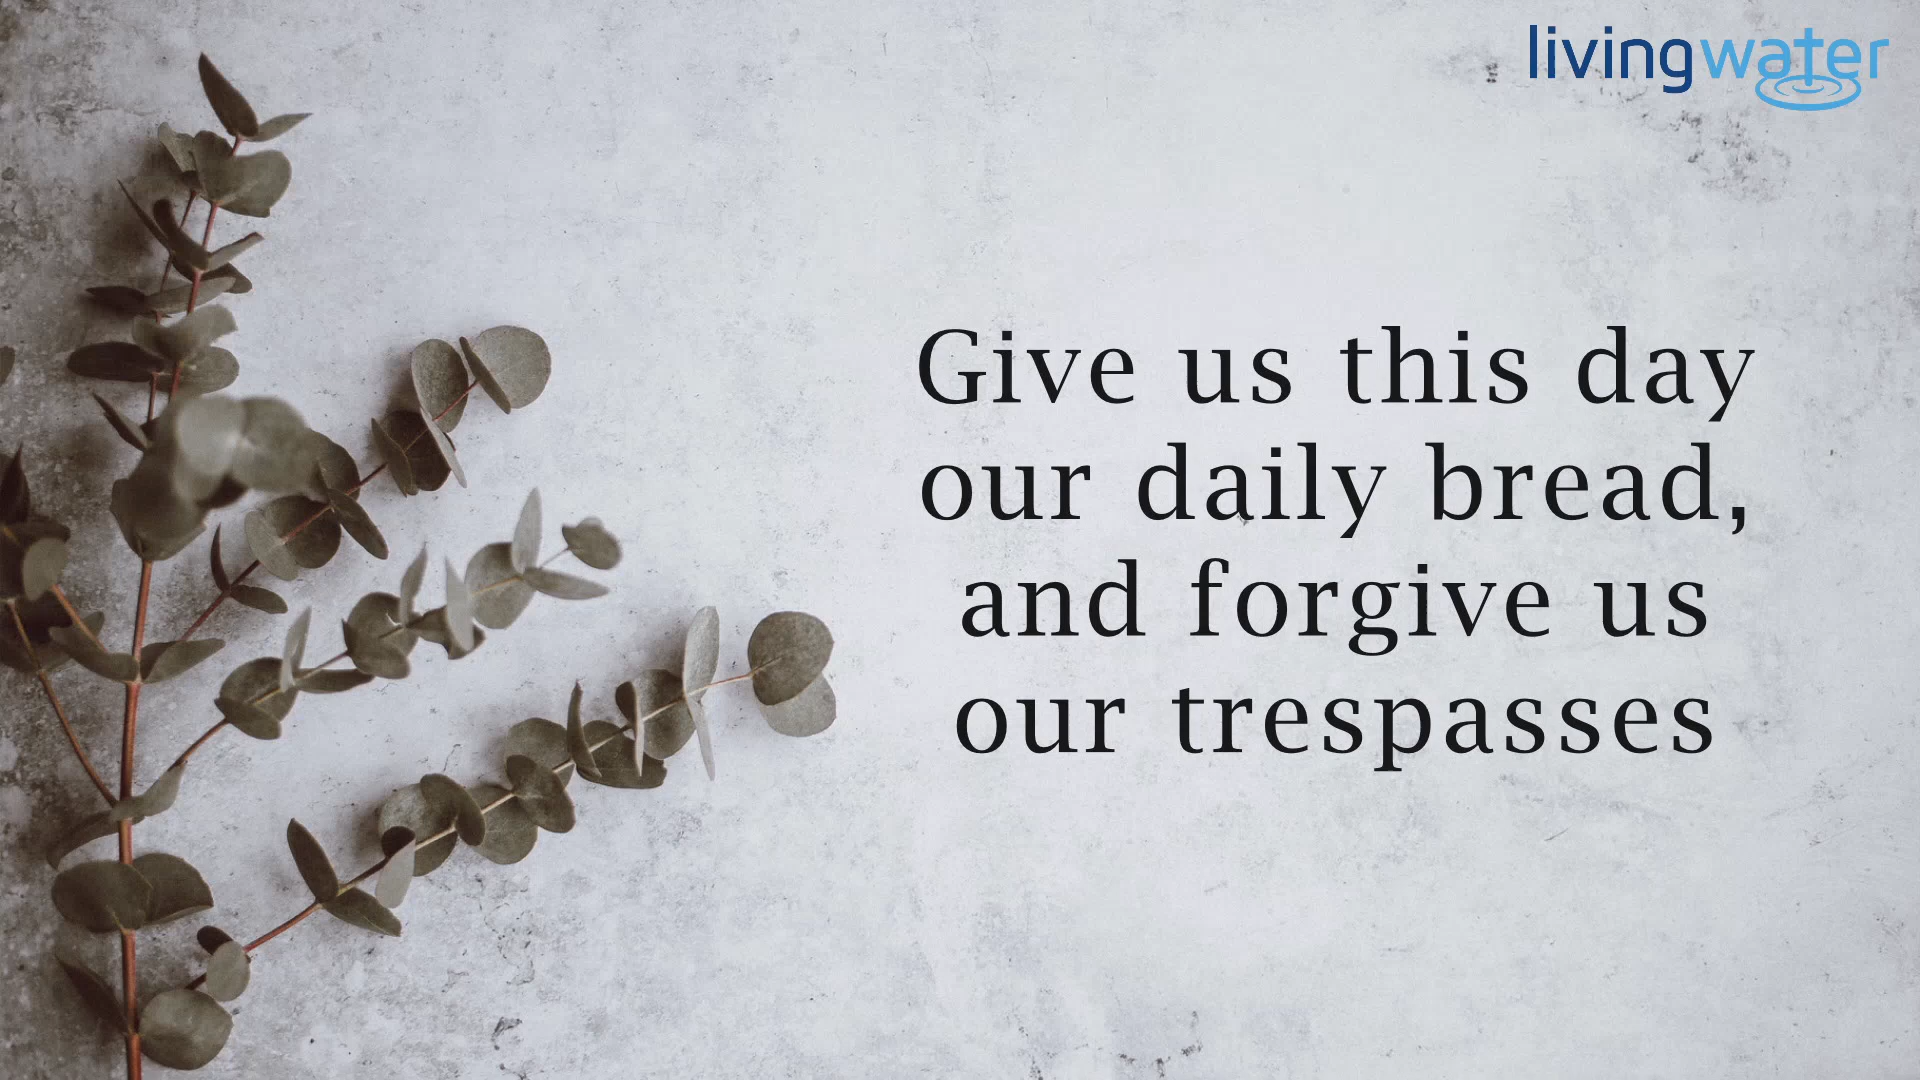 livingwater
Give us this day
our daily bread,
and forgive us
our trespasses